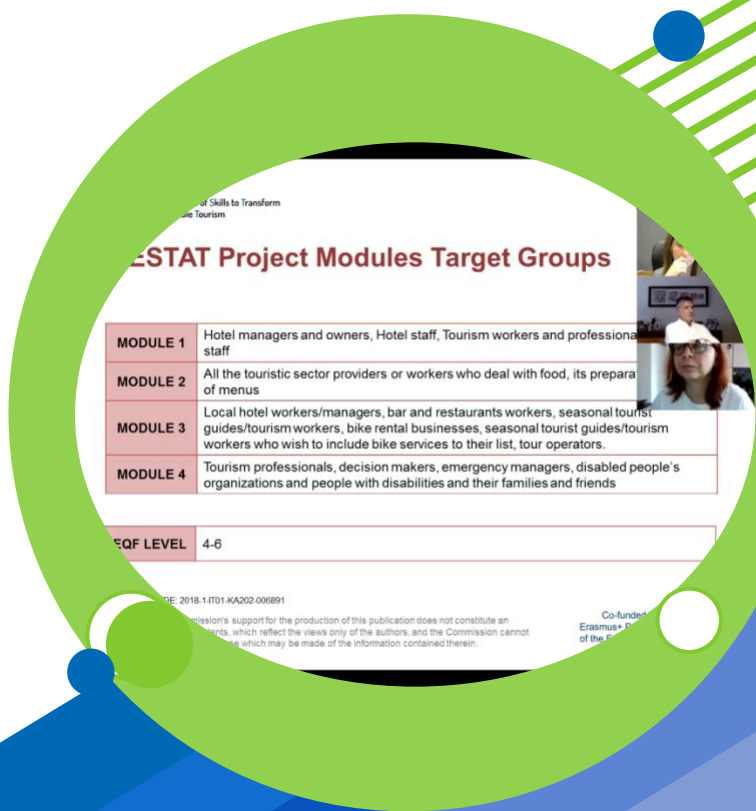 of Skills to Transform
Tourism
ESTAT Project Modules Target Groups
MODULE 1
Hotel managers and owners, Hotel staff, Tourism workers and
staff
MODULE 2
All the touristic sector providers or workers who deal with food, its
of menus
MODULE 3
Local hotel workers/managers, bar and restaurants workers, seasonal tourist
guides/tourism workers, bike rental businesses, seasonal tourist guides/tourism
workers who wish to include bike services to their list, tour operators.
MODULE 4
Tourism professionals, decision makers, emergency managers, disabled people's
organizations and people with disabilities and their families and friends
EQF LEVEL
4-6
DE: 2018-1-IT01-KA202-006891
support for the production of this publication does not constitute an
which reflect the views only of the authors, and the Commission cannot
which may be made of the information contained therein.
Co-funded
Erasmus+
of the